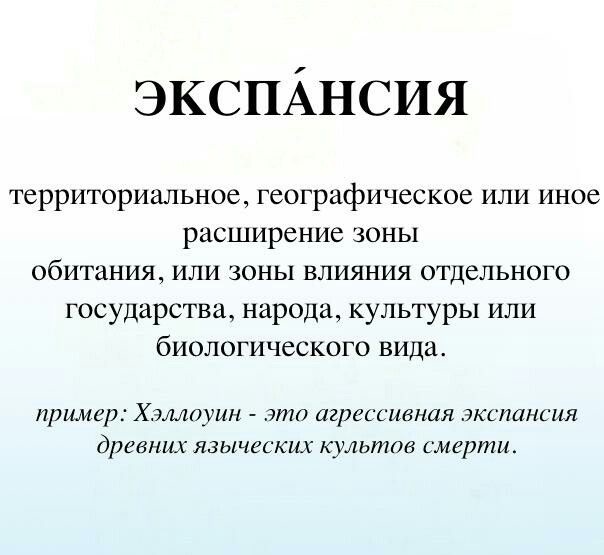 ЭКСПА́НСИЯ
территориальное, географическое или иное
расширение зоны
обитания, или зоны влияния отдельного
государства, народа, культуры или
биологического вида.
пример: Хэллоуин - это агрессивная экспансия
древних языческих культов смерти.